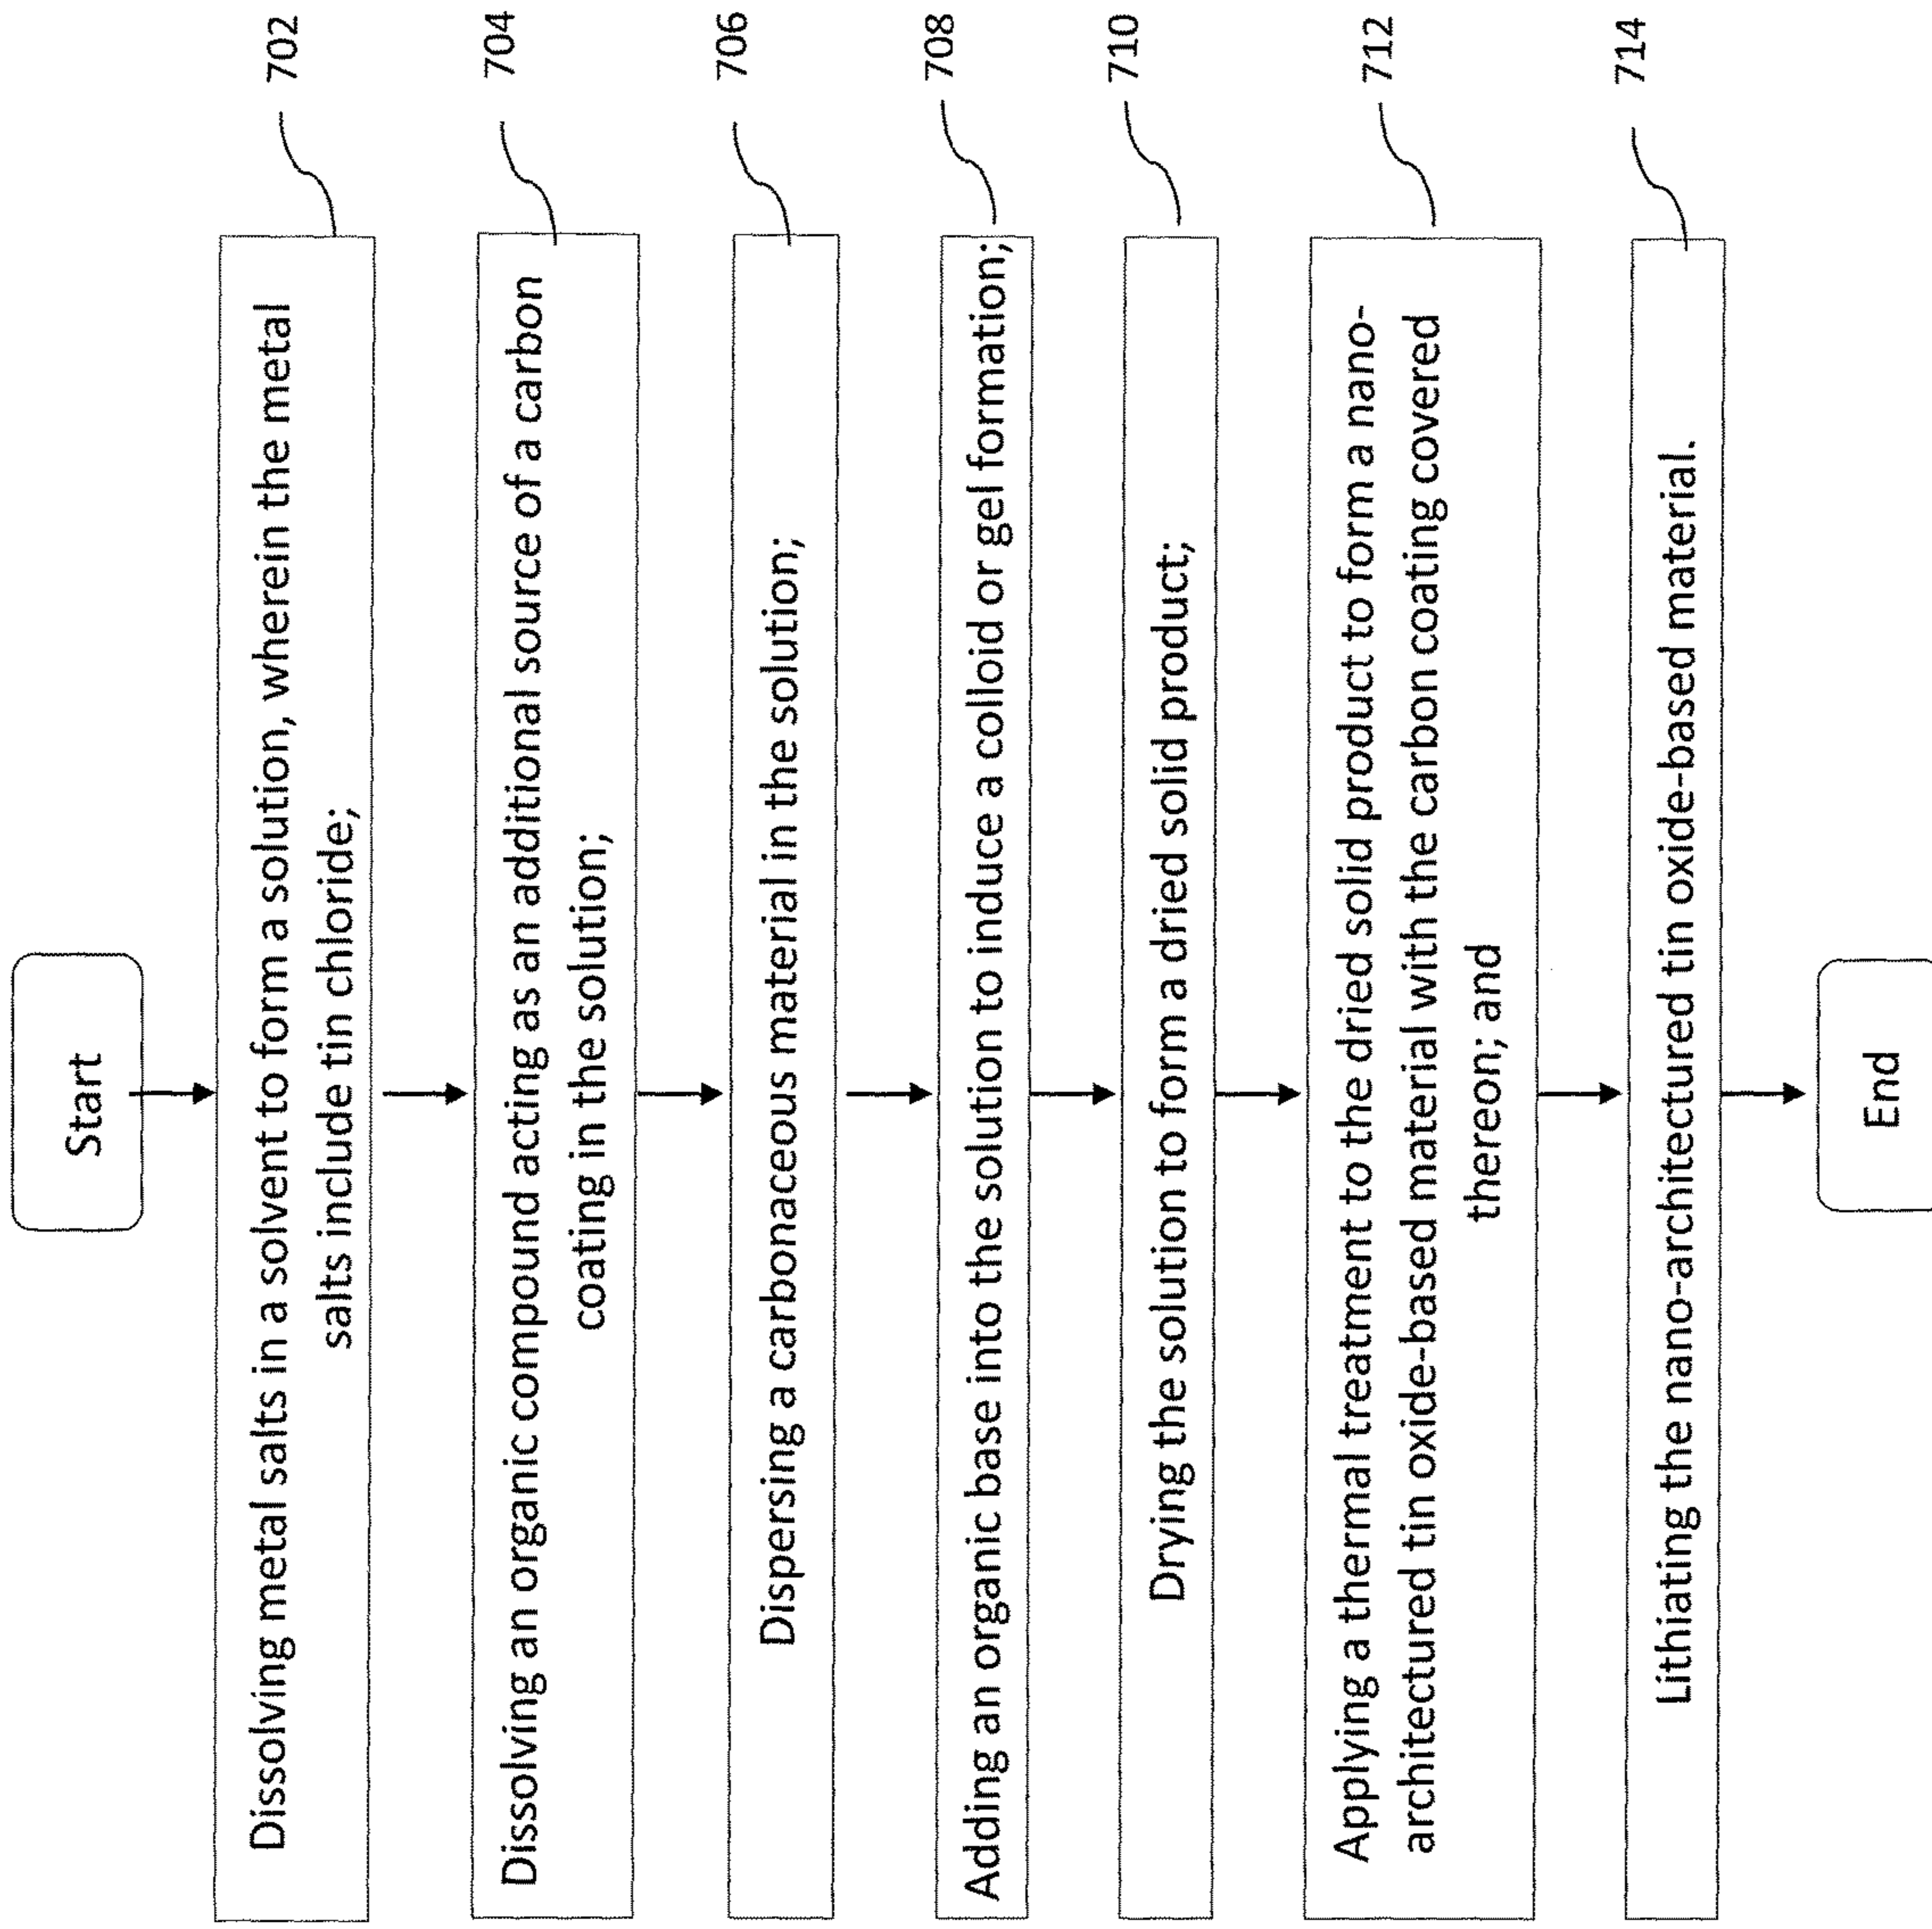 Start
Dissolving metal salts in a solvent to form a solution, wherein the metal
salts include tin chloride;
702
Dissolving an organic compound acting as an additional source of a carbon
coating in the solution;
704
Dispersing a carbonaceous material in the solution;
706
Adding an organic base into the solution to induce a colloid or gel formation;
708
Drying the solution to form a dried solid product;
710
Applying a thermal treatment to the dried solid product to form a nano-
architectured tin oxide-based material with the carbon coating covered
thereon; and
712
Lithiating the nano-architectured tin oxide-based material.
714
End